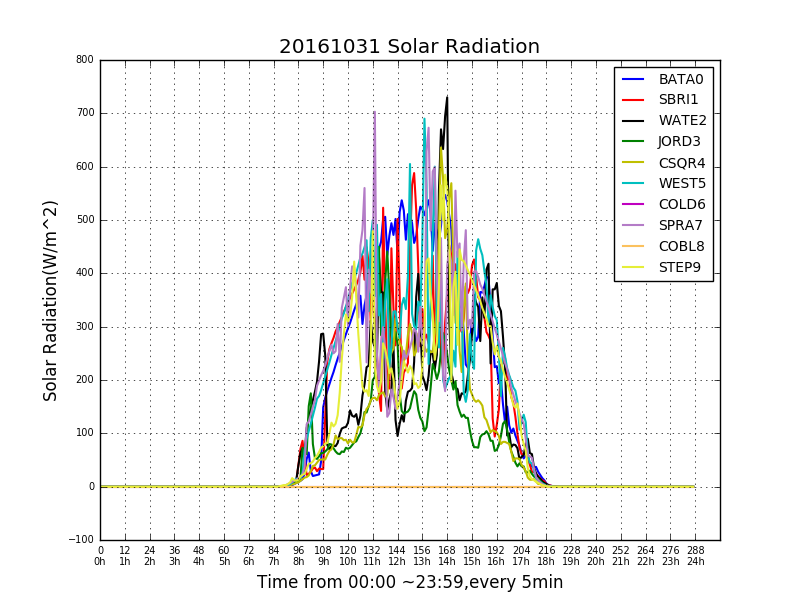 20161031 Solar Radiation
800
700
600
500
400
300
200
100
0
−100
Solar Radiation(W/m^2)
BATA0
SBRI1
WATE2
JORD3
CSQR4
WEST5
COLD6
SPRA7
COBL8
STEP9
0 12 24 36 48 60 72 84 96 108 120 132 144 156 168 180 192 204 216 228 240 252 264 276 288
0h 1h 2h 3h 4h 5h 6h 7h 8h 9h 10h 11h 12h 13h 14h 15h 16h 17h 18h 19h 20h 21h 22h 23h 24h
Time from 00:00 ~23:59,every 5min